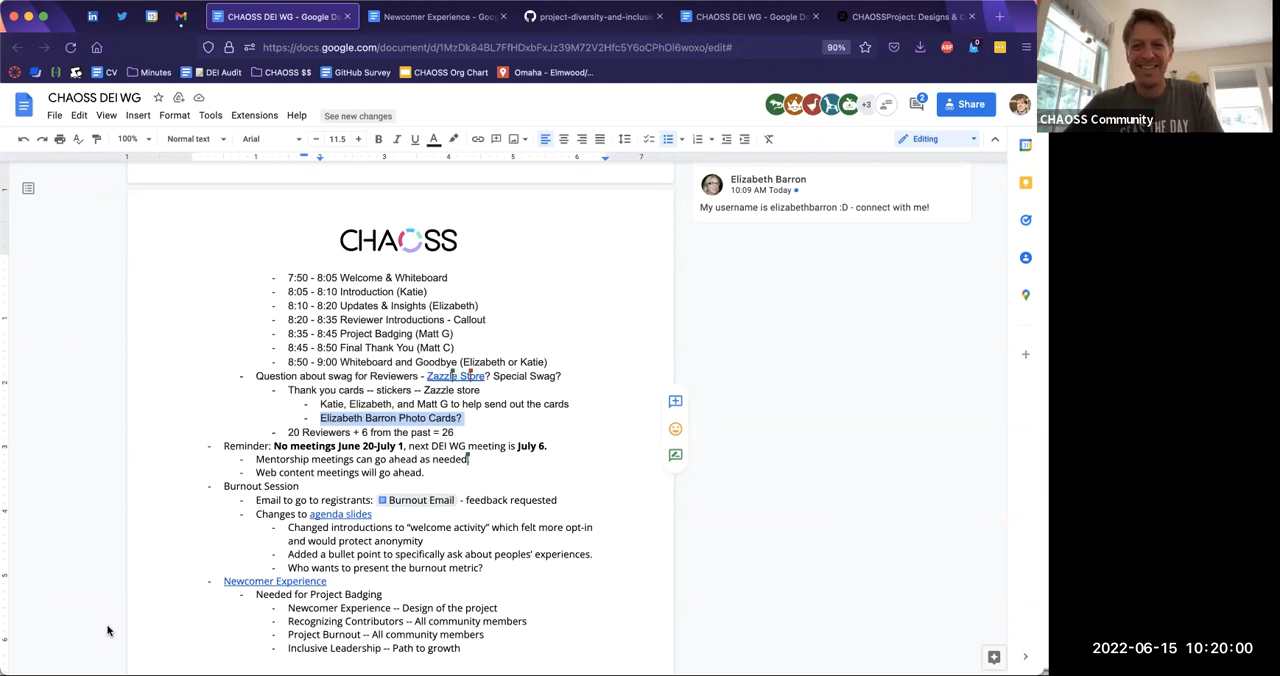 CHAOSS DEI WG - Google Do
Newcomer Experience - Goo
project-diversity-and-inclusi
CHAOSS DEI WG - Google Do
CHAOSSProject: Designs & C
https://docs.google.com/document/d/1MzDk84BL7FfHDxbFxJz39M72V2Hfc5Y6oCPhOl6woxo/edit#
90%
CV
Minutes
DEI Audit
CHAOSS $$
GitHub Survey
CHAOSS Org Chart
Omaha - Elmwood/...
CHAOSS DEI WG
File Edit View Insert Format Tools Extensions Help
See new changes
+3
2
Share
CHAOSS Community
SEAS THE DAY
100%
Normal text
Arial
11.5
Editing
1 1 2 3 4 5 6 7
Elizabeth Barron
10:09 AM Today
My username is elizabethbarron :D - connect with me!
CHAOSS
- 7:50 - 8:05 Welcome & Whiteboard
- 8:05 - 8:10 Introduction (Katie)
- 8:10 - 8:20 Updates & Insights (Elizabeth)
- 8:20 - 8:35 Reviewer Introductions - Callout
- 8:35 - 8:45 Project Badging (Matt G)
- 8:45 - 8:50 Final Thank You (Matt C)
- 8:50 - 9:00 Whiteboard and Goodbye (Elizabeth or Katie)
- Question about swag for Reviewers - Zazzle Store? Special Swag?
- Thank you cards -- stickers -- Zazzle store
- Katie, Elizabeth, and Matt G to help send out the cards
- Elizabeth Barron Photo Cards?
- 20 Reviewers + 6 from the past = 26
- Reminder: No meetings June 20-July 1, next DEI WG meeting is July 6.
- Mentorship meetings can go ahead as needed.
- Web content meetings will go ahead.
- Burnout Session
- Email to go to registrants: Burnout Email - feedback requested
- Changes to agenda slides
- Changed introductions to “welcome activity” which felt more opt-in
and would protect anonymity
- Added a bullet point to specifically ask about peoples’ experiences.
- Who wants to present the burnout metric?
- Newcomer Experience
- Needed for Project Badging
- Newcomer Experience -- Design of the project
- Recognizing Contributors -- All community members
- Project Burnout -- All community members
- Inclusive Leadership -- Path to growth
2022-06-15 10:20:00